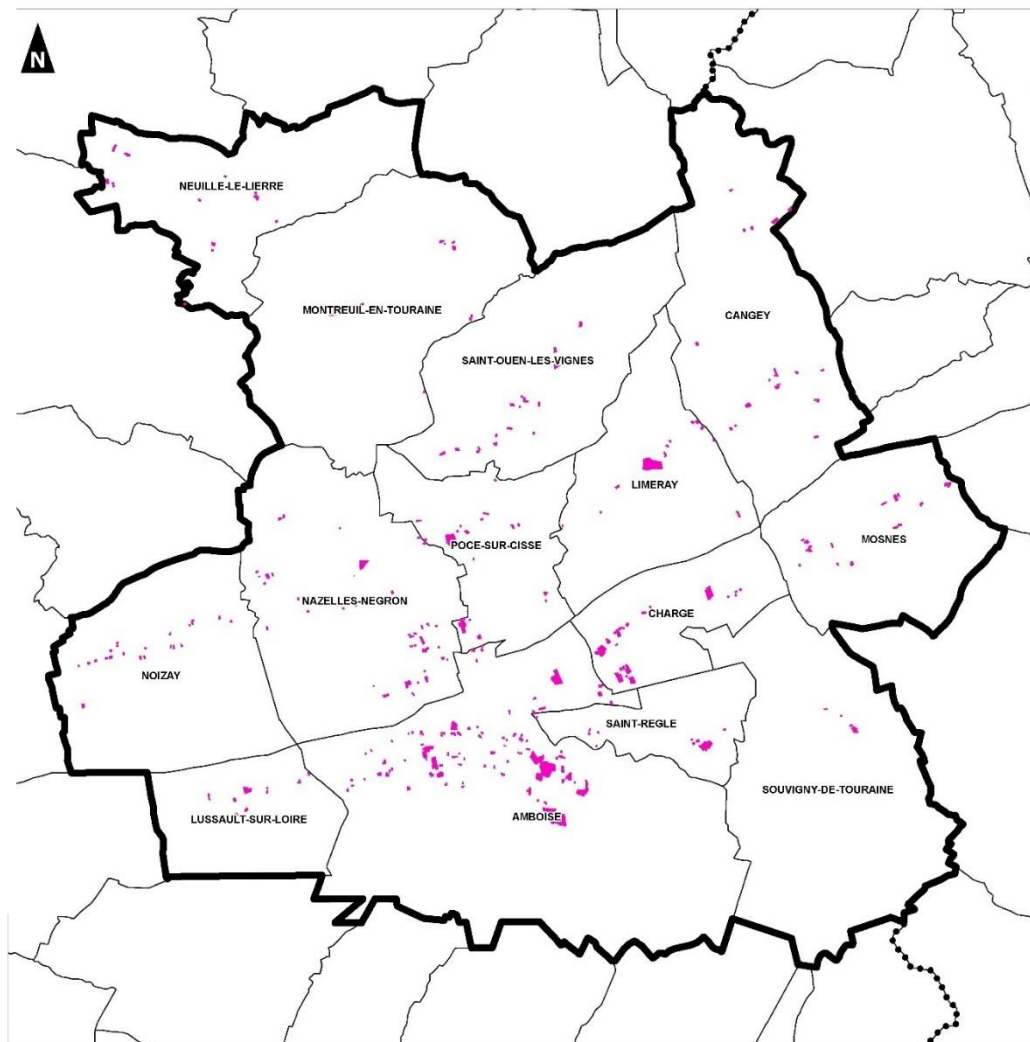 N
NEUILLE-LE-LIERRE
MONTREUIL-EN-TOURAINE
CANGEY
SAINT-OUEN-LES-VIGNES
LIMERAY
MOSNES
POCE-SUR-CISSE
NAZELLES-NEGRON
CHARGE
NOIZAY
SAINT-REGLE
SOUVIGNY-DE-TOURAINE
LUSSAULT-SUR-LOIRE
AMBOISE